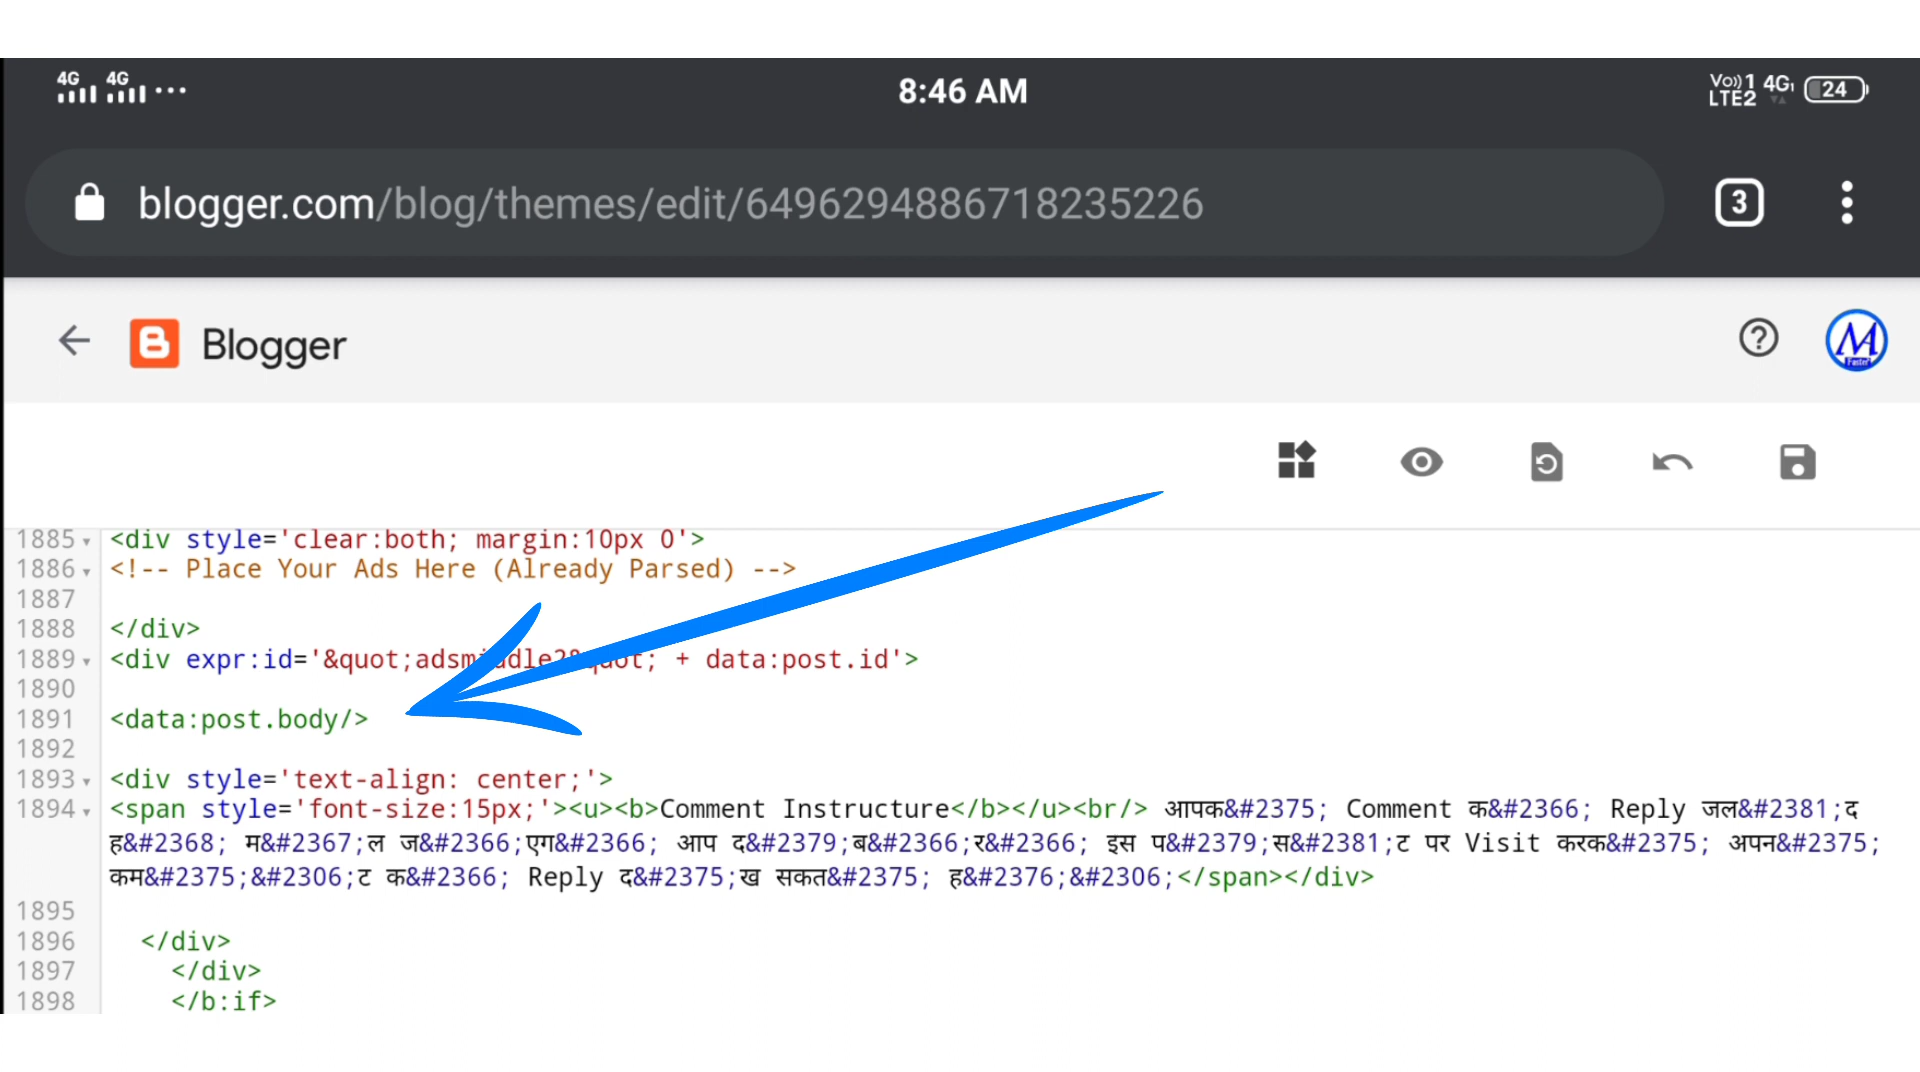 4G 4G 8:46 AM Vo)) 1 4G LTE2 24
blogger.com/blog/themes/edit/6496294886718235226 3
Blogger M Faster
1885 <div style='clear:both; margin:10px 0'>
1886 <!-- Place Your Ads Here (Already Parsed) -->
1887
1888 </div>
1889 <div expr:id='&quot;adsmiddle2&quot; + data:post.id'>
1890
1891 <data:post.body/>
1892
1893 <div style='text-align: center;'>
1894 <span style='font-size:15px;'><u><b>Comment Instructure</b></u><br/> आपक&#2375; Comment क&#2366; Reply जल&#2381;द
ह&#2368; म&#2367;ल ज&#2366;एग&#2366; आप द&#2379;ब&#2366;र&#2366; इस प&#2379;स&#2381;ट पर Visit करक&#2375; अपन&#2375;
कम&#2375;&#2306;ट क&#2366; Reply द&#2375;ख सकत&#2375; ह&#2376;&#2306;</span></div>
1895
1896 </div>
1897 </div>
1898 </b:if>